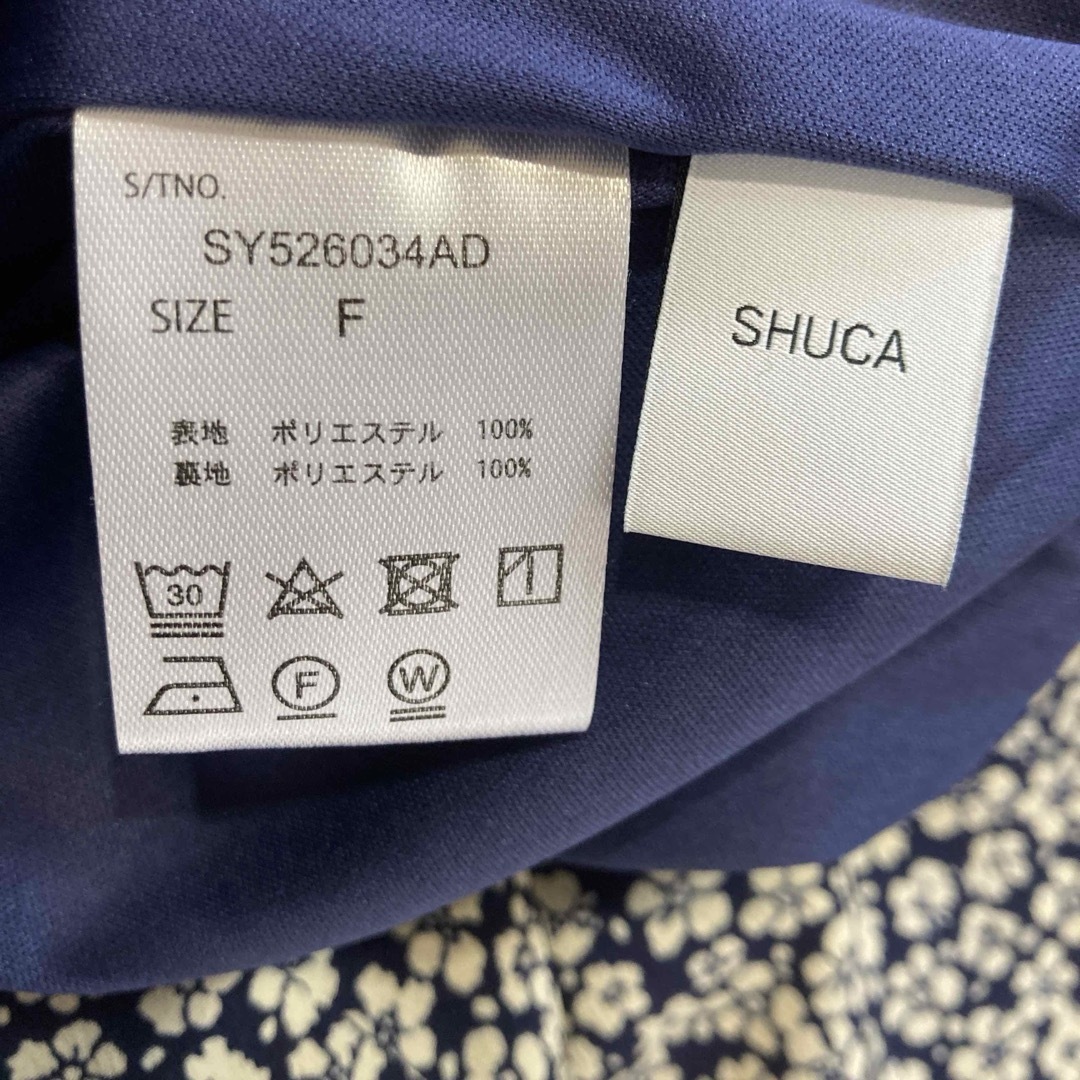 S/TNO.
SY526034AD
SIZE F
表地 ポリエステル 100%
裏地 ポリエステル 100%
30
F W
SHUCA